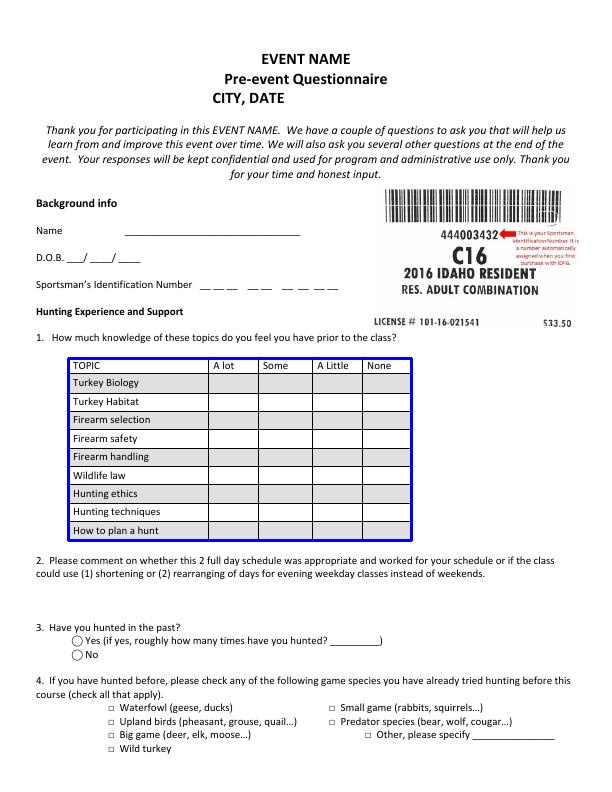 EVENT NAME
Pre-event Questionnaire
CITY, DATE
Thank you for participating in this EVENT NAME. We have a couple of questions to ask you that will help us
learn from and improve this event over time. We will also ask you several other questions at the end of the
event. Your responses will be kept confidential and used for program and administrative use only. Thank you
for your time and honest input.
Background info
Name ________________________________
D.O.B. ___/ ____/ ____
Sportsman's Identification Number __ __ __ __ __ __ __ __ __
444003432
This is your Sportsman
Identification Number. It is
a number automatically
assigned when you first
purchase with IDFG.
C16
2016 IDAHO RESIDENT
RES. ADULT COMBINATION
LICENSE # 101-16-021541 $33.50
Hunting Experience and Support
1. How much knowledge of these topics do you feel you have prior to the class?
TOPIC A lot Some A Little None
Turkey Biology
Turkey Habitat
Firearm selection
Firearm safety
Firearm handling
Wildlife law
Hunting ethics
Hunting techniques
How to plan a hunt
2. Please comment on whether this 2 full day schedule was appropriate and worked for your schedule or if the class
could use (1) shortening or (2) rearranging of days for evening weekday classes instead of weekends.
3. Have you hunted in the past?
Yes (if yes, roughly how many times have you hunted? _________)
No
4. If you have hunted before, please check any of the following game species you have already tried hunting before this
course (check all that apply).
□ Waterfowl (geese, ducks)
□ Upland birds (pheasant, grouse, quail…)
□ Big game (deer, elk, moose…)
□ Wild turkey
□ Small game (rabbits, squirrels…)
□ Predator species (bear, wolf, cougar…)
□ Other, please specify _______________